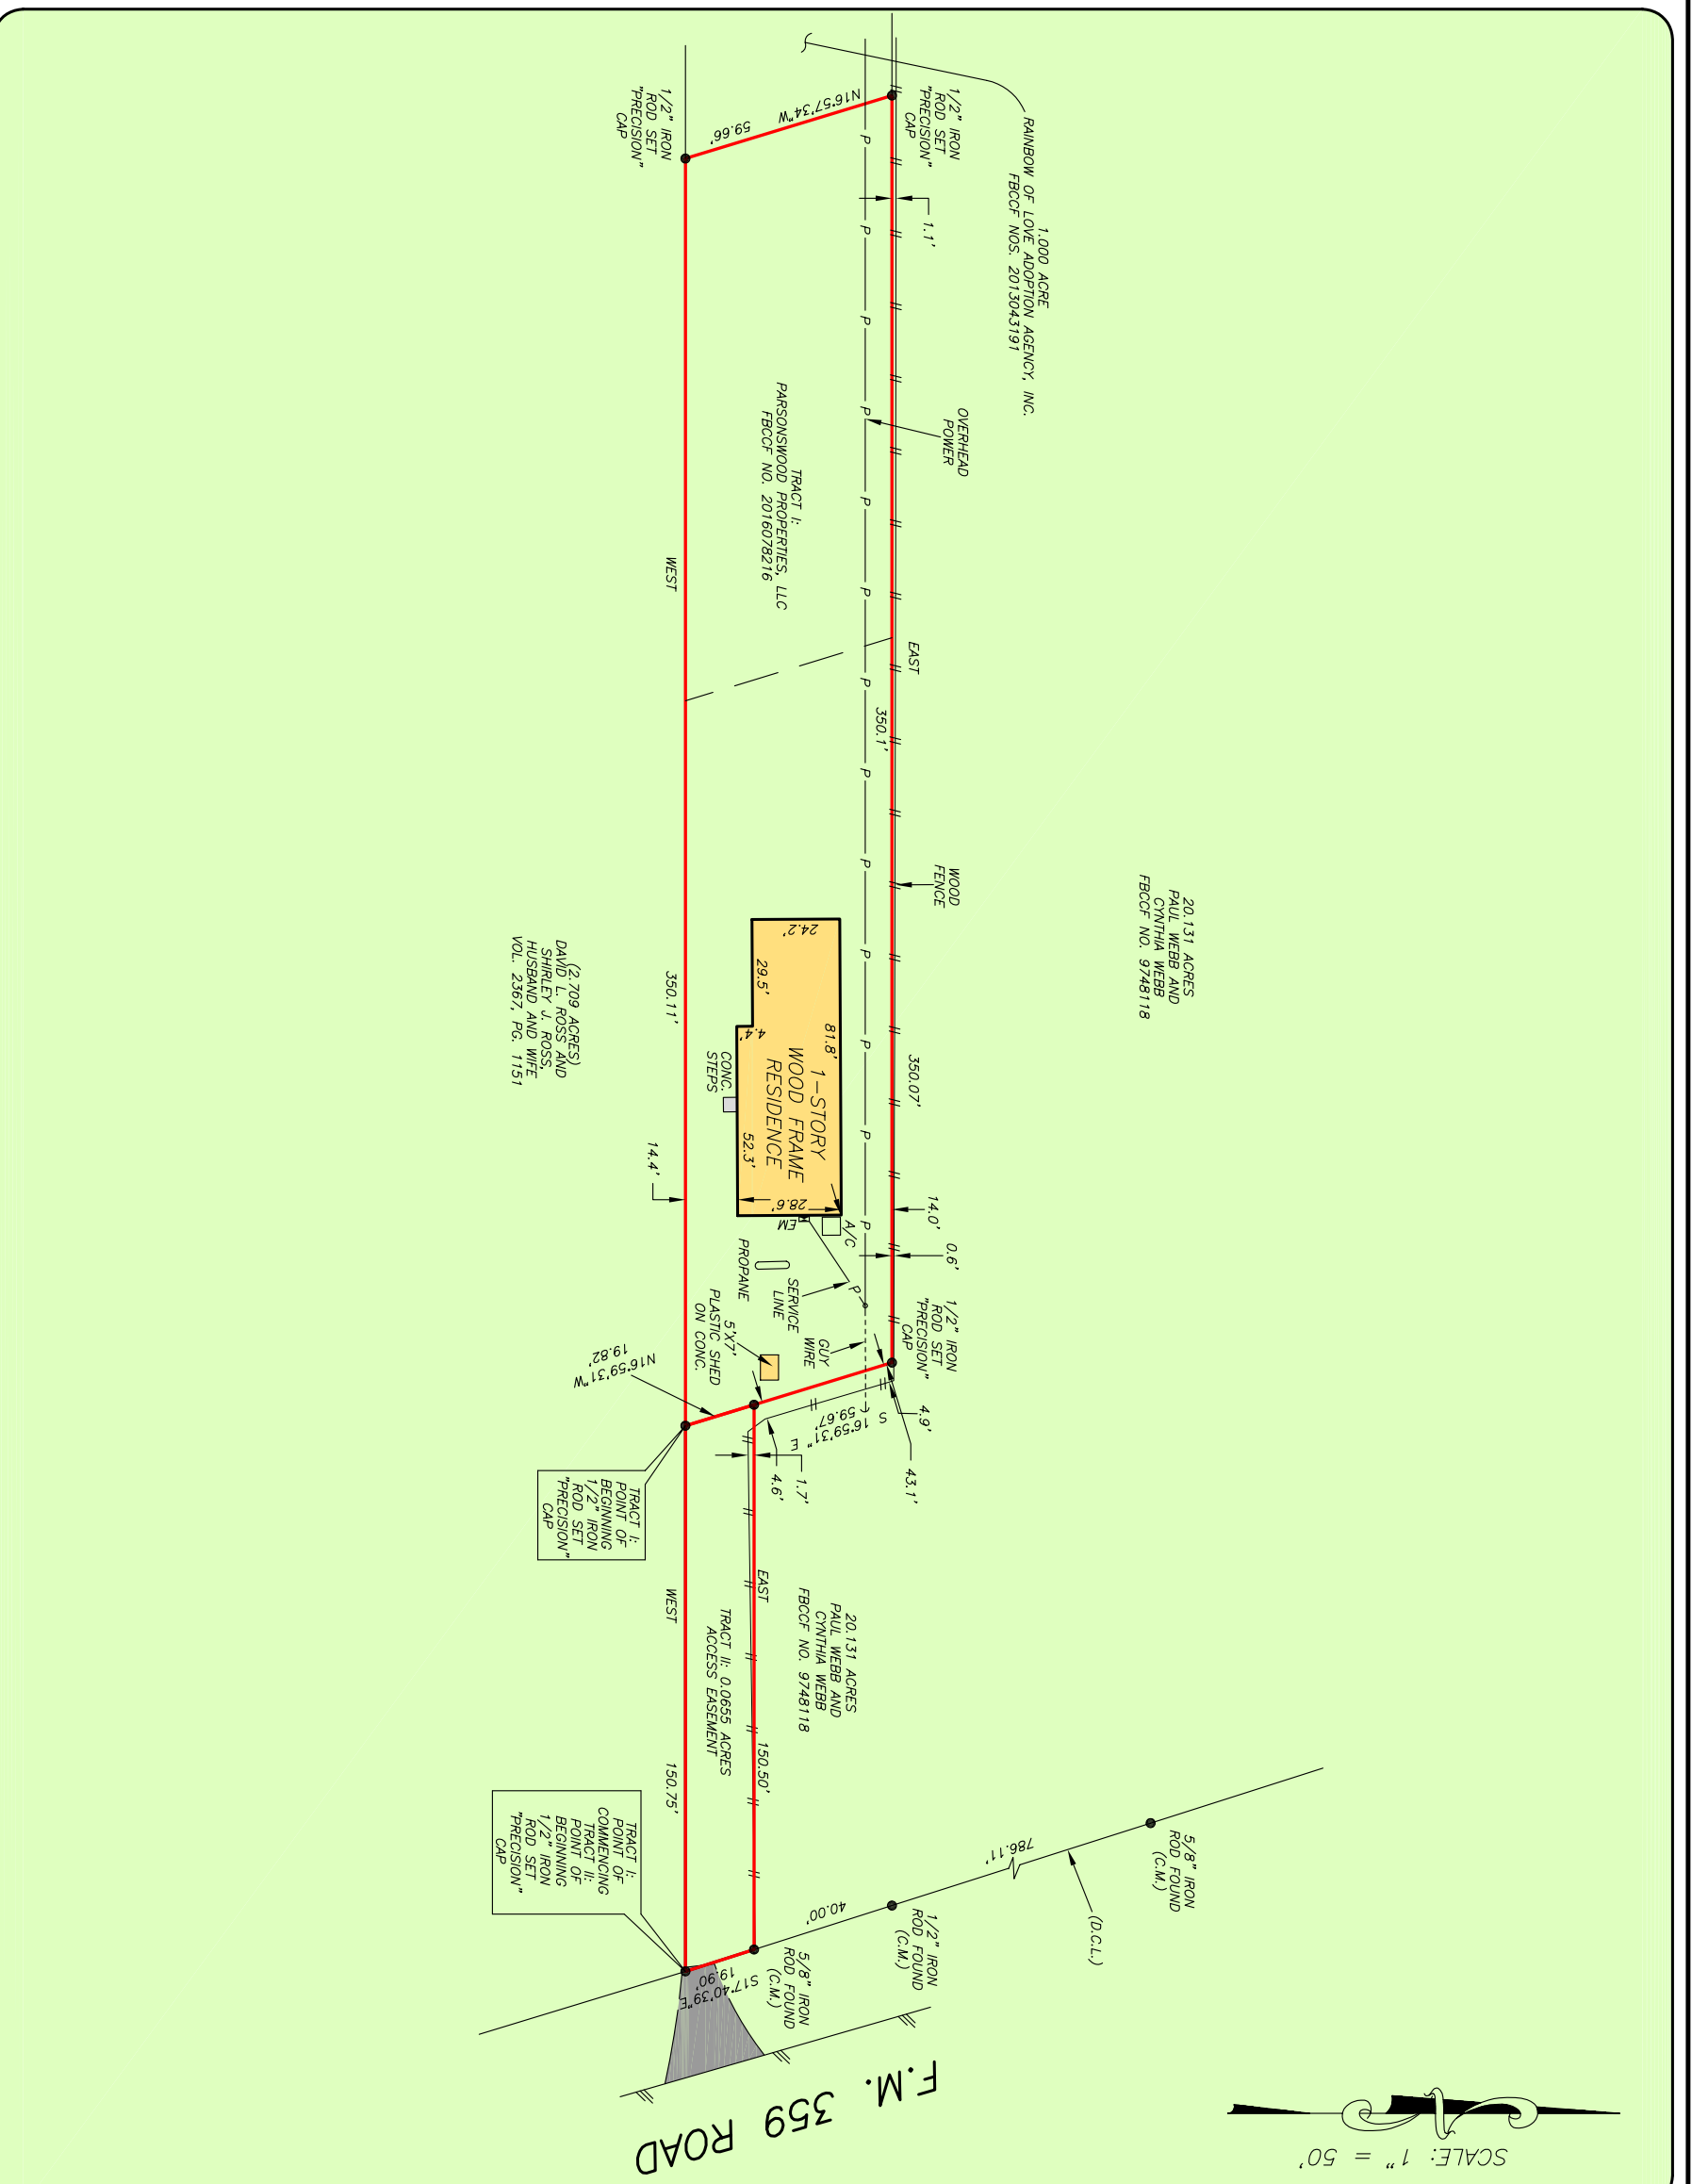 1/2" IRON
ROD SET
"PRECISION"
CAP
1.000 ACRE
RAINBOW OF LOVE ADOPTION AGENCY, INC.
FBCCF NOS. 2013043191
N16°57'34"W
59.66'
1/2" IRON
ROD SET
"PRECISION"
CAP
1.1'
P P P P P P P P P P P P P
OVERHEAD
POWER
TRACT I:
PARSONSWOOD PROPERTIES, LLC
FBCCF NO. 2016078216
WEST
EAST
350.1'
WOOD
FENCE
20.131 ACRES
PAUL WEBB AND
CYNTHIA WEBB
FBCCF NO. 9748118
350.07'
350.11'
(2.709 ACRES)
DAVID L. ROSS AND
SHIRLEY J. ROSS,
HUSBAND AND WIFE
VOL. 2367, PG. 1151
24.2'
29.5'
4.4'
81.8'
1-STORY
WOOD FRAME
RESIDENCE
52.3'
28.6'
CONC.
STEPS
14.4'
14.0'
0.6'
A/C
EM
PROPANE
SERVICE
LINE
P
GUY
WIRE
5'X7'
PLASTIC SHED
ON CONC.
1/2" IRON
ROD SET
"PRECISION"
CAP
N16°59'31"W
19.82'
S 16°59'31" E
59.67'
4.9'
43.1'
1.7'
4.6'
TRACT I:
POINT OF
BEGINNING
1/2" IRON
ROD SET
"PRECISION"
CAP
WEST
150.75'
EAST
150.50'
TRACT II: 0.0655 ACRES
ACCESS EASEMENT
20.131 ACRES
PAUL WEBB AND
CYNTHIA WEBB
FBCCF NO. 9748118
TRACT I:
POINT OF
COMMENCING
TRACT II:
POINT OF
BEGINNING
1/2" IRON
ROD SET
"PRECISION"
CAP
5/8" IRON
ROD FOUND
(C.M.)
786.11'
(D.C.L.)
1/2" IRON
ROD FOUND
(C.M.)
40.00'
5/8" IRON
ROD FOUND
(C.M.)
S17°40'39"E
19.90'
F.M. 359 ROAD
SCALE: 1" = 50'